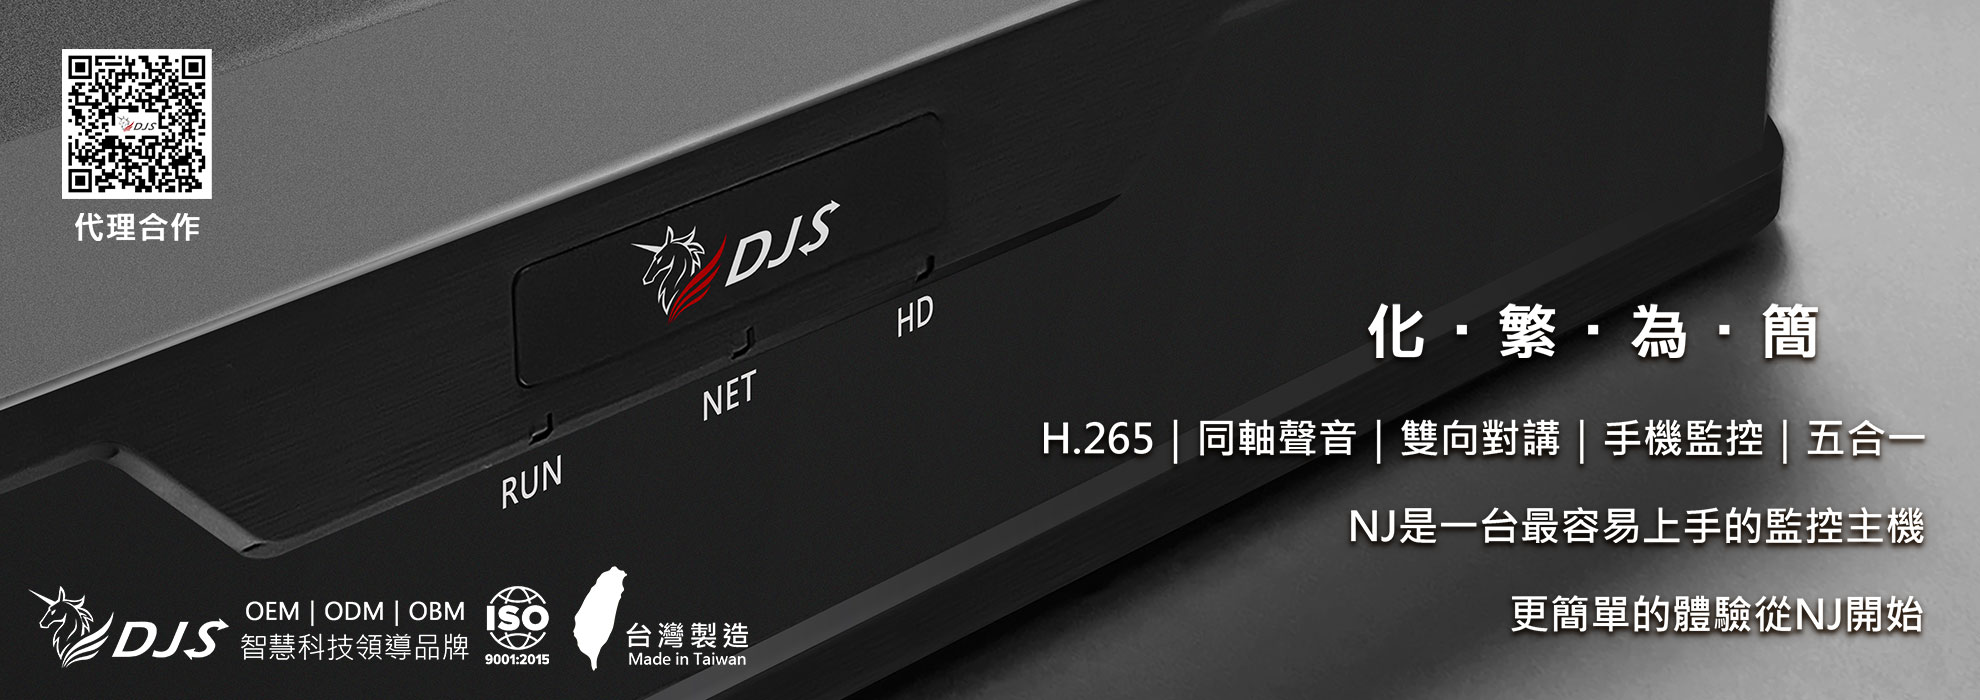 DJS
代理合作
DJS
RUN
NET
HD
化・繁・為・簡
H.265｜同軸聲音｜雙向對講｜手機監控｜五合一
NJ是一台最容易上手的監控主機
更簡單的體驗從NJ開始
DJS
OEM | ODM | OBM
智慧科技領導品牌
ISO
9001:2015
台灣製造
Made in Taiwan